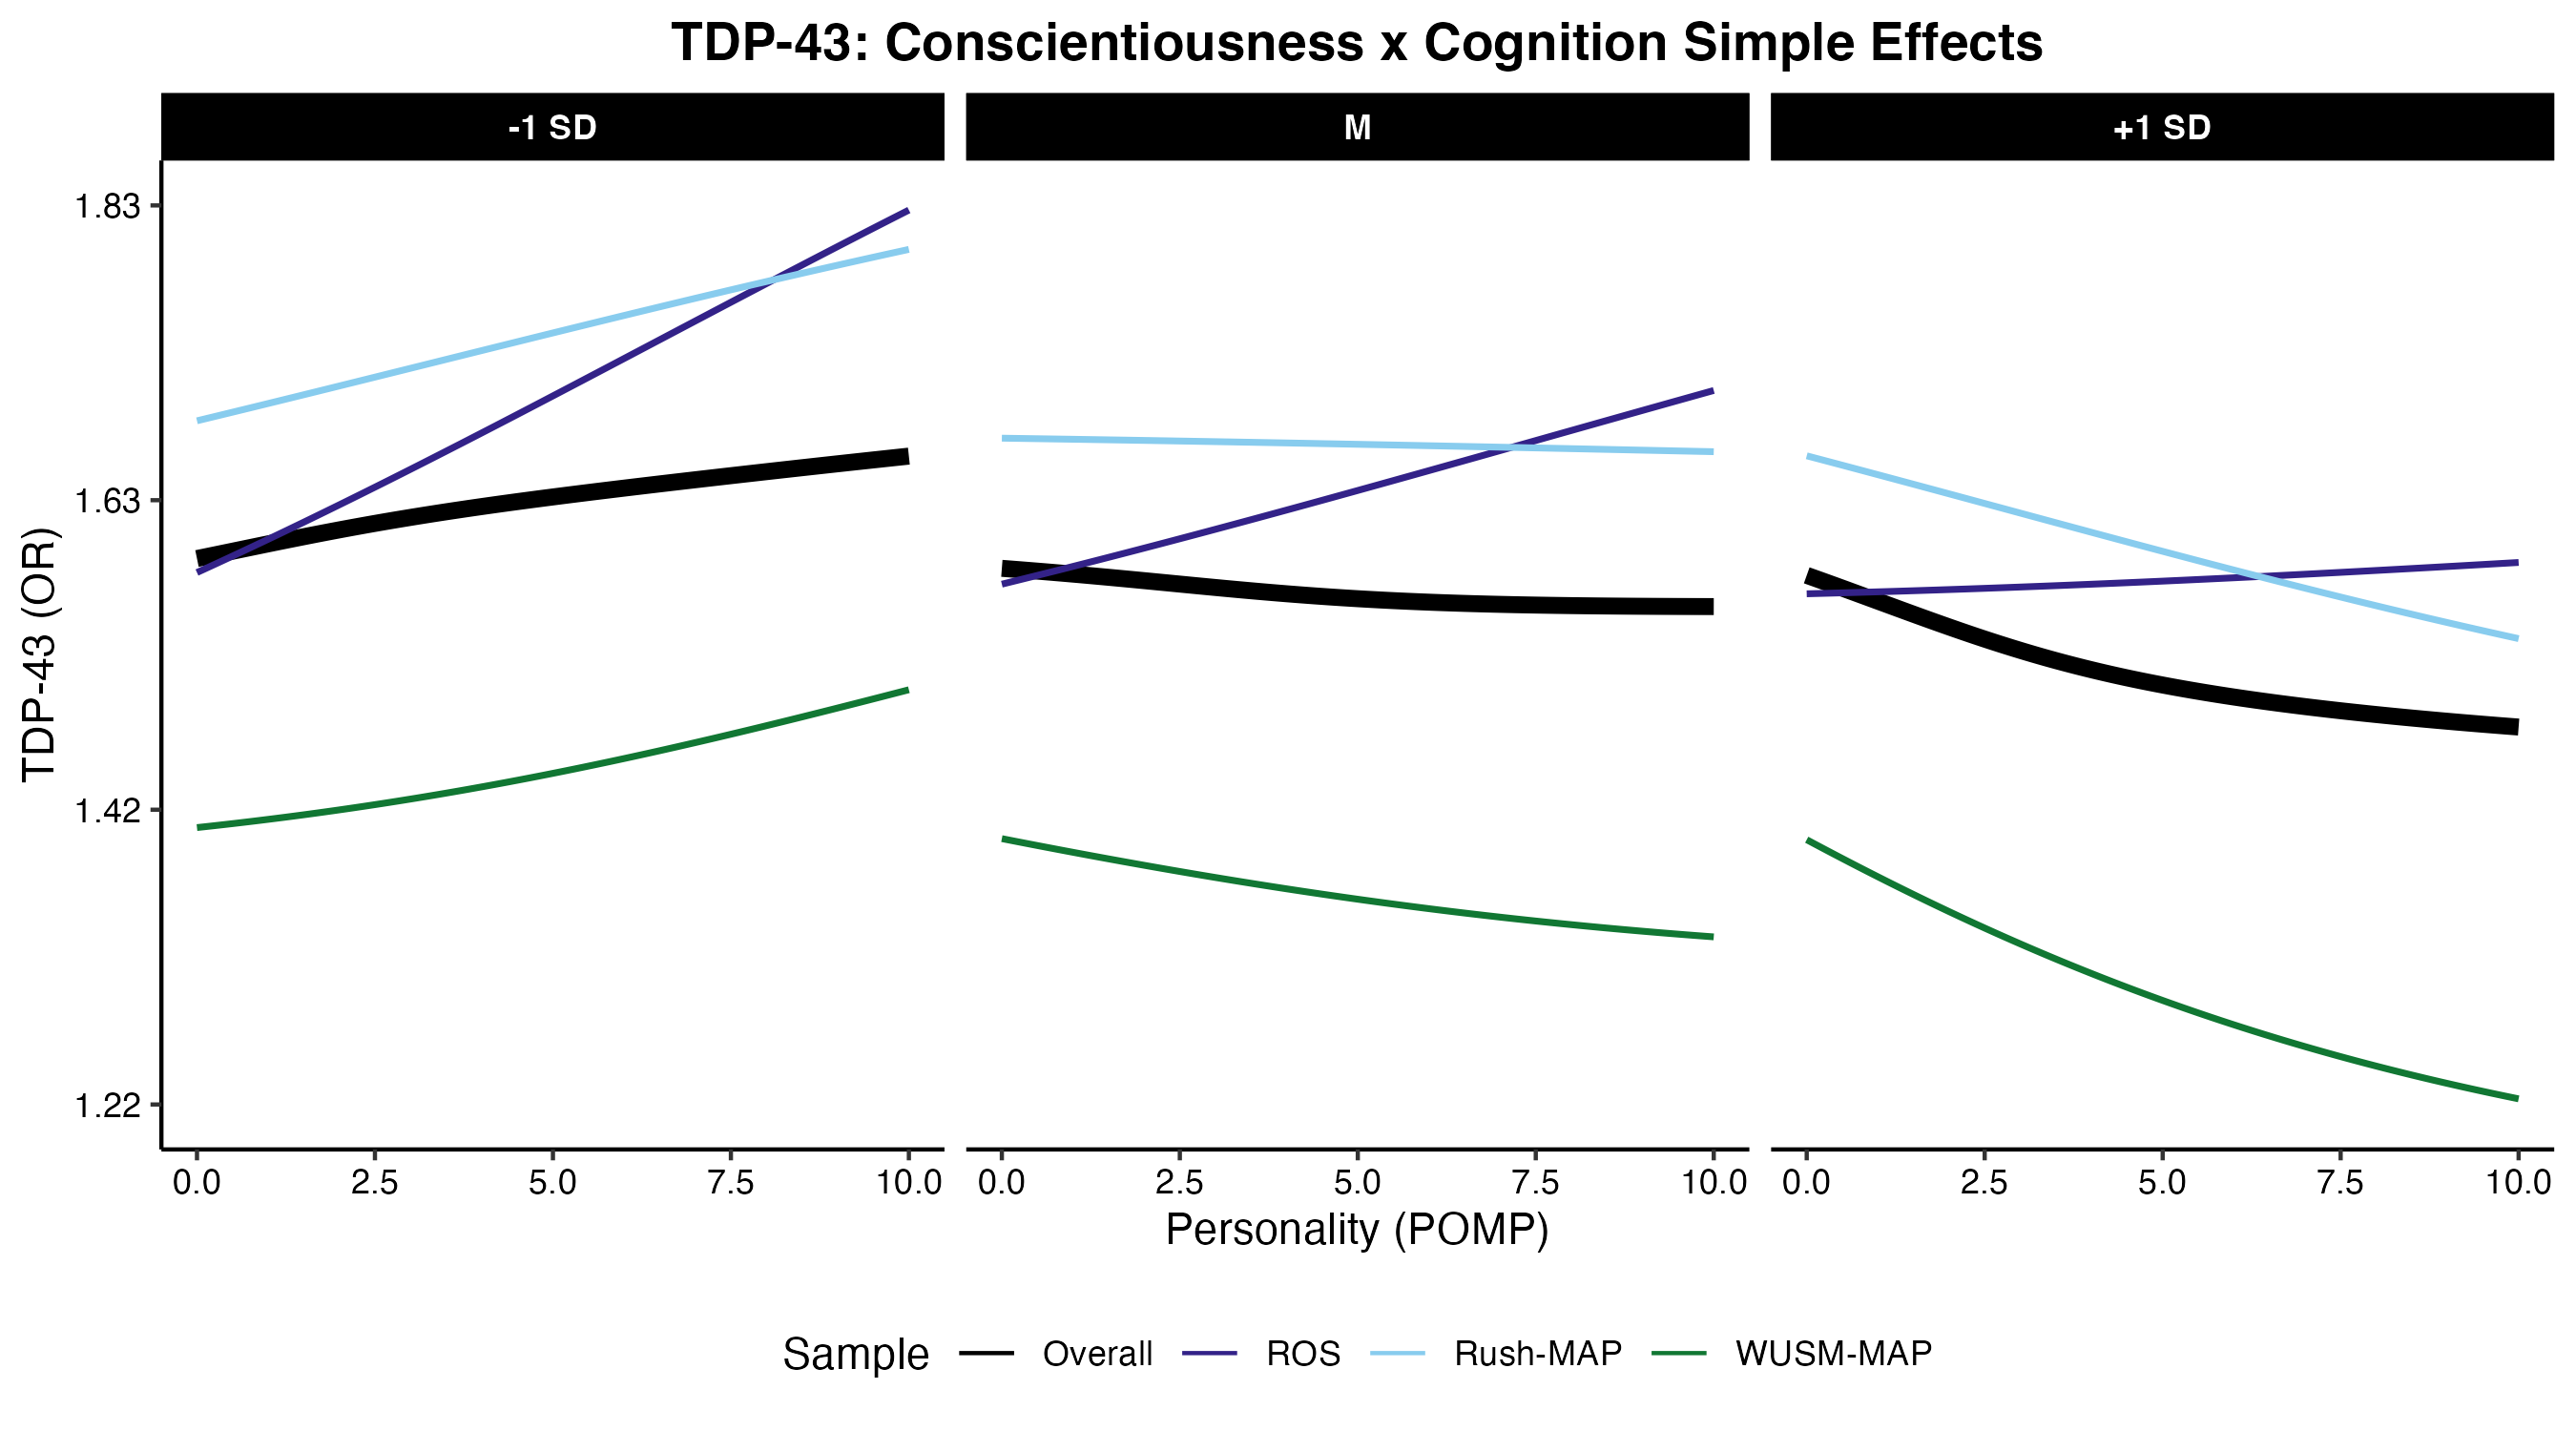 TDP-43: Conscientiousness x Cognition Simple Effects
-1 SD M +1 SD
TDP-43 (OR)
1.83
1.63
1.42
1.22
0.0 2.5 5.0 7.5 10.0 0.0 2.5 5.0 7.5 10.0 0.0 2.5 5.0 7.5 10.0
Personality (POMP)
Sample Overall ROS Rush-MAP WUSM-MAP